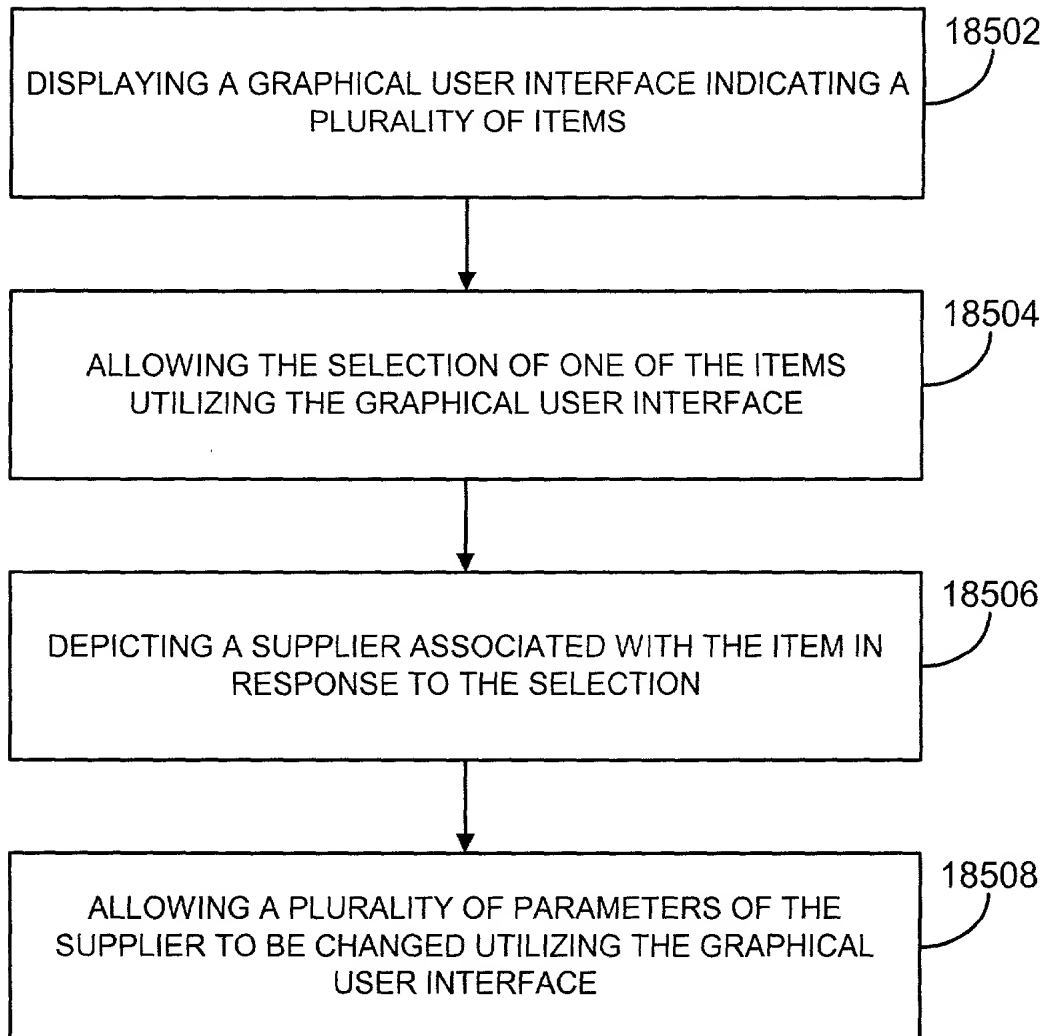 18502
DISPLAYING A GRAPHICAL USER INTERFACE INDICATING A
PLURALITY OF ITEMS
18504
ALLOWING THE SELECTION OF ONE OF THE ITEMS
UTILIZING THE GRAPHICAL USER INTERFACE
18506
DEPICTING A SUPPLIER ASSOCIATED WITH THE ITEM IN
RESPONSE TO THE SELECTION
18508
ALLOWING A PLURALITY OF PARAMETERS OF THE
SUPPLIER TO BE CHANGED UTILIZING THE GRAPHICAL
USER INTERFACE